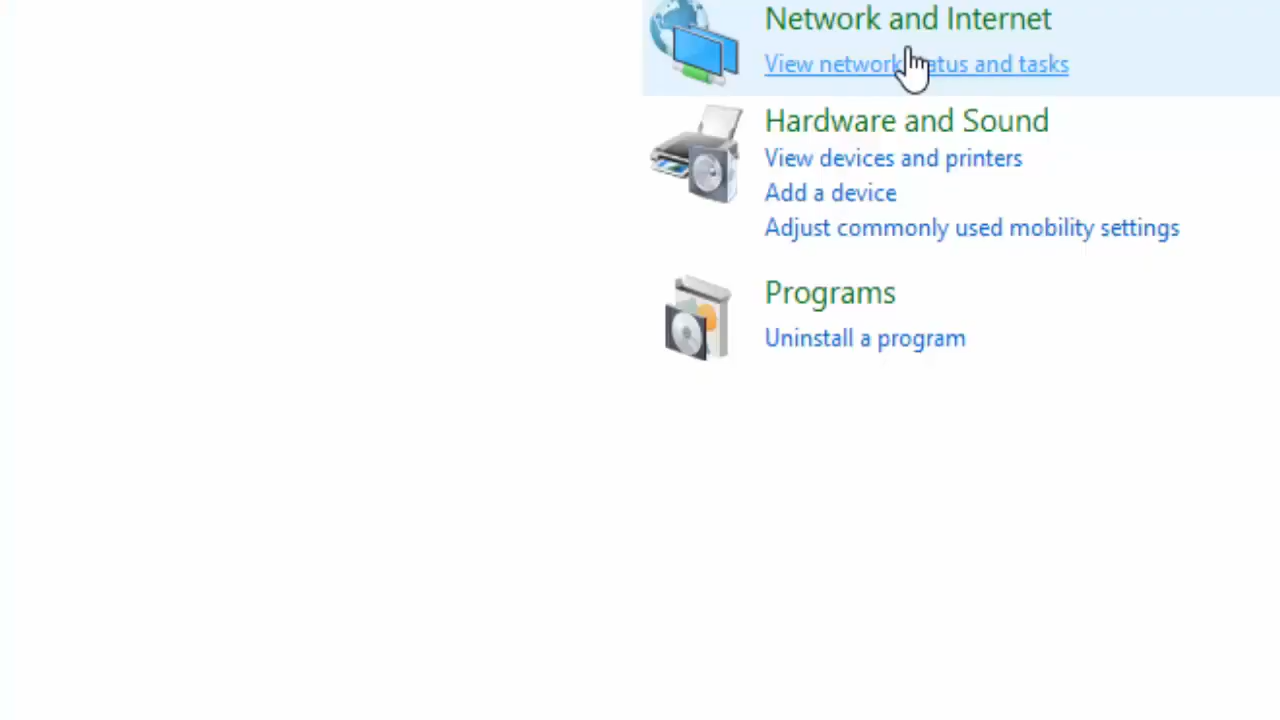 Network and Internet
View network status and tasks
Hardware and Sound
View devices and printers
Add a device
Adjust commonly used mobility settings
Programs
Uninstall a program